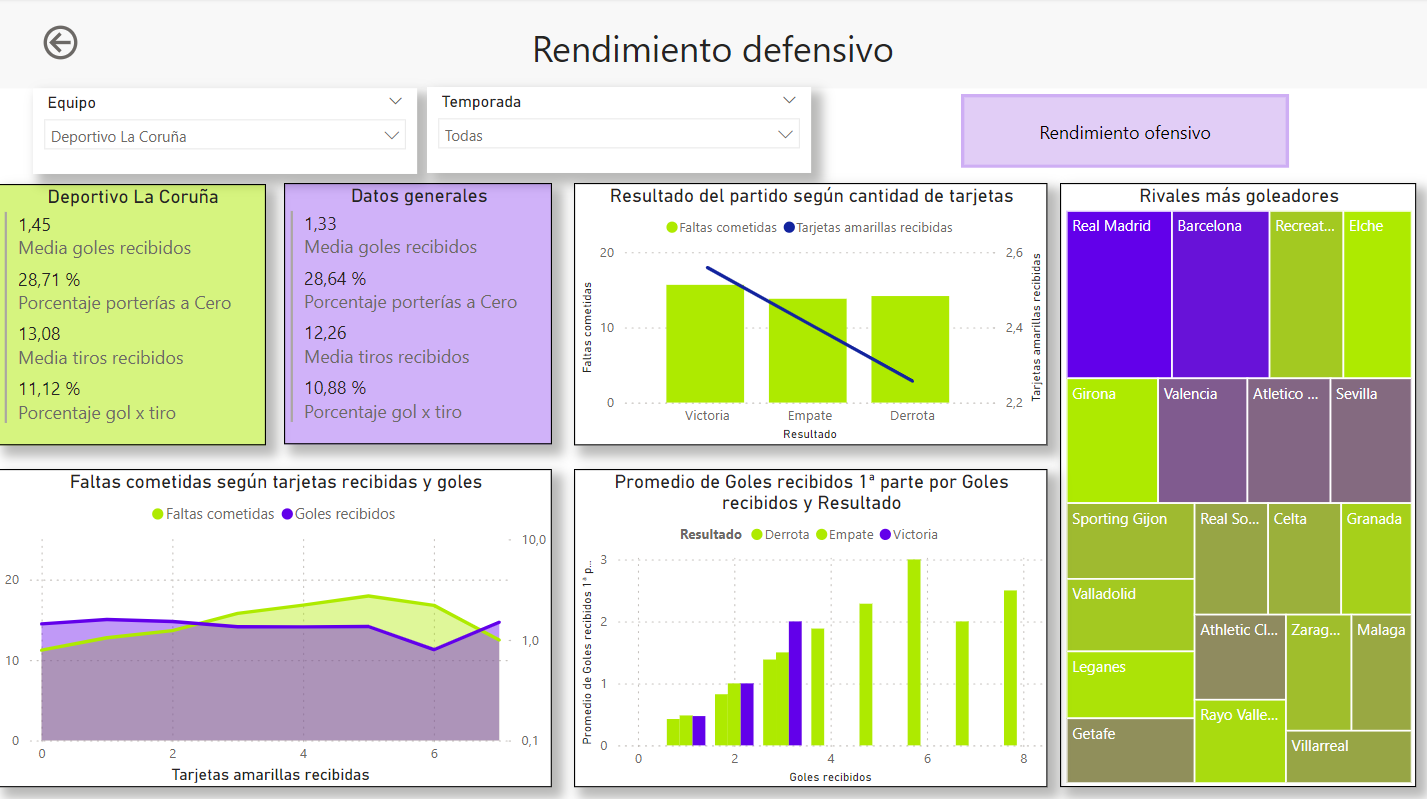 Rendimiento defensivo
Equipo
Deportivo La Coruña
Temporada
Todas
Rendimiento ofensivo
Deportivo La Coruña
1,45
Media goles recibidos
28,71 %
Porcentaje porterías a Cero
13,08
Media tiros recibidos
11,12 %
Porcentaje gol x tiro
Datos generales
1,33
Media goles recibidos
28,64 %
Porcentaje porterías a Cero
12,26
Media tiros recibidos
10,88 %
Porcentaje gol x tiro
Resultado del partido según cantidad de tarjetas
Faltas cometidas Tarjetas amarillas recibidas
Faltas cometidas
20
10
0
2,6
2,4
2,2
Tarjetas amarillas recibidas
Victoria Empate Derrota
Resultado
Rivales más goleadores
Real Madrid Barcelona Recreat... Elche
Girona Valencia Atletico ... Sevilla
Sporting Gijon Real So... Celta Granada
Valladolid
Athletic Cl... Zarag... Malaga
Leganes
Rayo Valle...
Getafe
Villarreal
Faltas cometidas según tarjetas recibidas y goles
Faltas cometidas Goles recibidos
20
10
0
10,0
1,0
0,1
0 2 4 6
Tarjetas amarillas recibidas
Promedio de Goles recibidos 1ª parte por Goles
recibidos y Resultado
Resultado Derrota Empate Victoria
Promedio de Goles recibidos 1ª p...
3
2
1
0
0 2 4 6 8
Goles recibidos